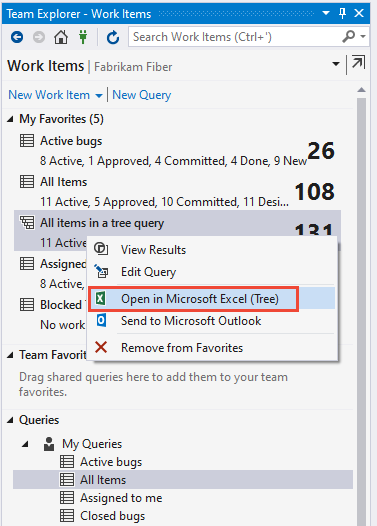 Team Explorer - Work Items
Search Work Items (Ctrl+')
Work Items | Fabrikam Fiber
New Work Item | New Query
My Favorites (5)
Active bugs
8 Active, 1 Approved, 4 Committed, 4 Done, 9 New
26
All Items
11 Active, 5 Approved, 10 Committed, 11 Desi...
108
All items in a tree query
11 Active
131
View Results
Edit Query
Open in Microsoft Excel (Tree)
Send to Microsoft Outlook
Remove from Favorites
Assigned
8 Active,
Blocked
No work
Team Favorit
Drag shared queries here to add them to your team
favorites.
Queries
My Queries
Active bugs
All Items
Assigned to me
Closed bugs